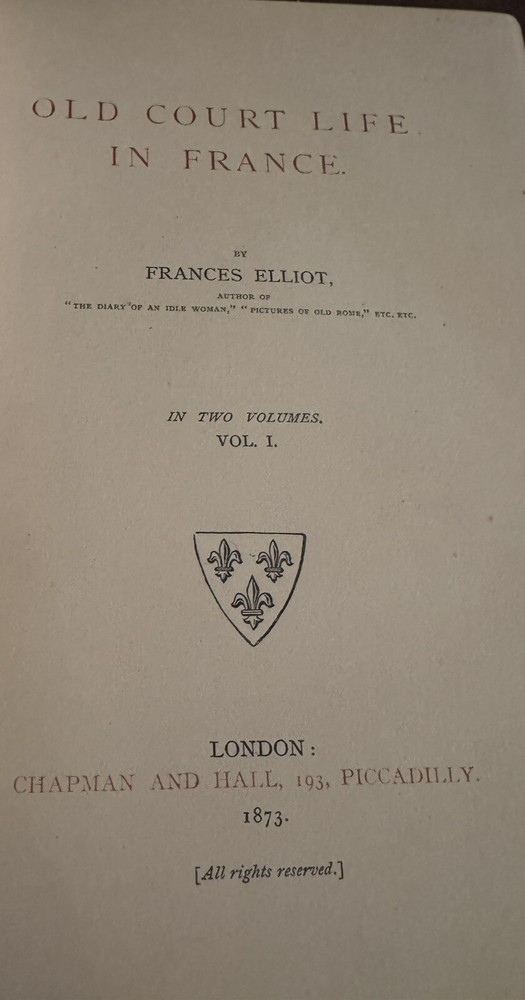 OLD COURT LIFE
IN FRANCE.
BY
FRANCES ELLIOT,
AUTHOR OF
"THE DIARY OF AN IDLE WOMAN," "PICTURES OF OLD ROME," ETC. ETC.
IN TWO VOLUMES.
VOL. I.
LONDON:
CHAPMAN AND HALL, 193, PICCADILLY.
1873.
[All rights reserved.]